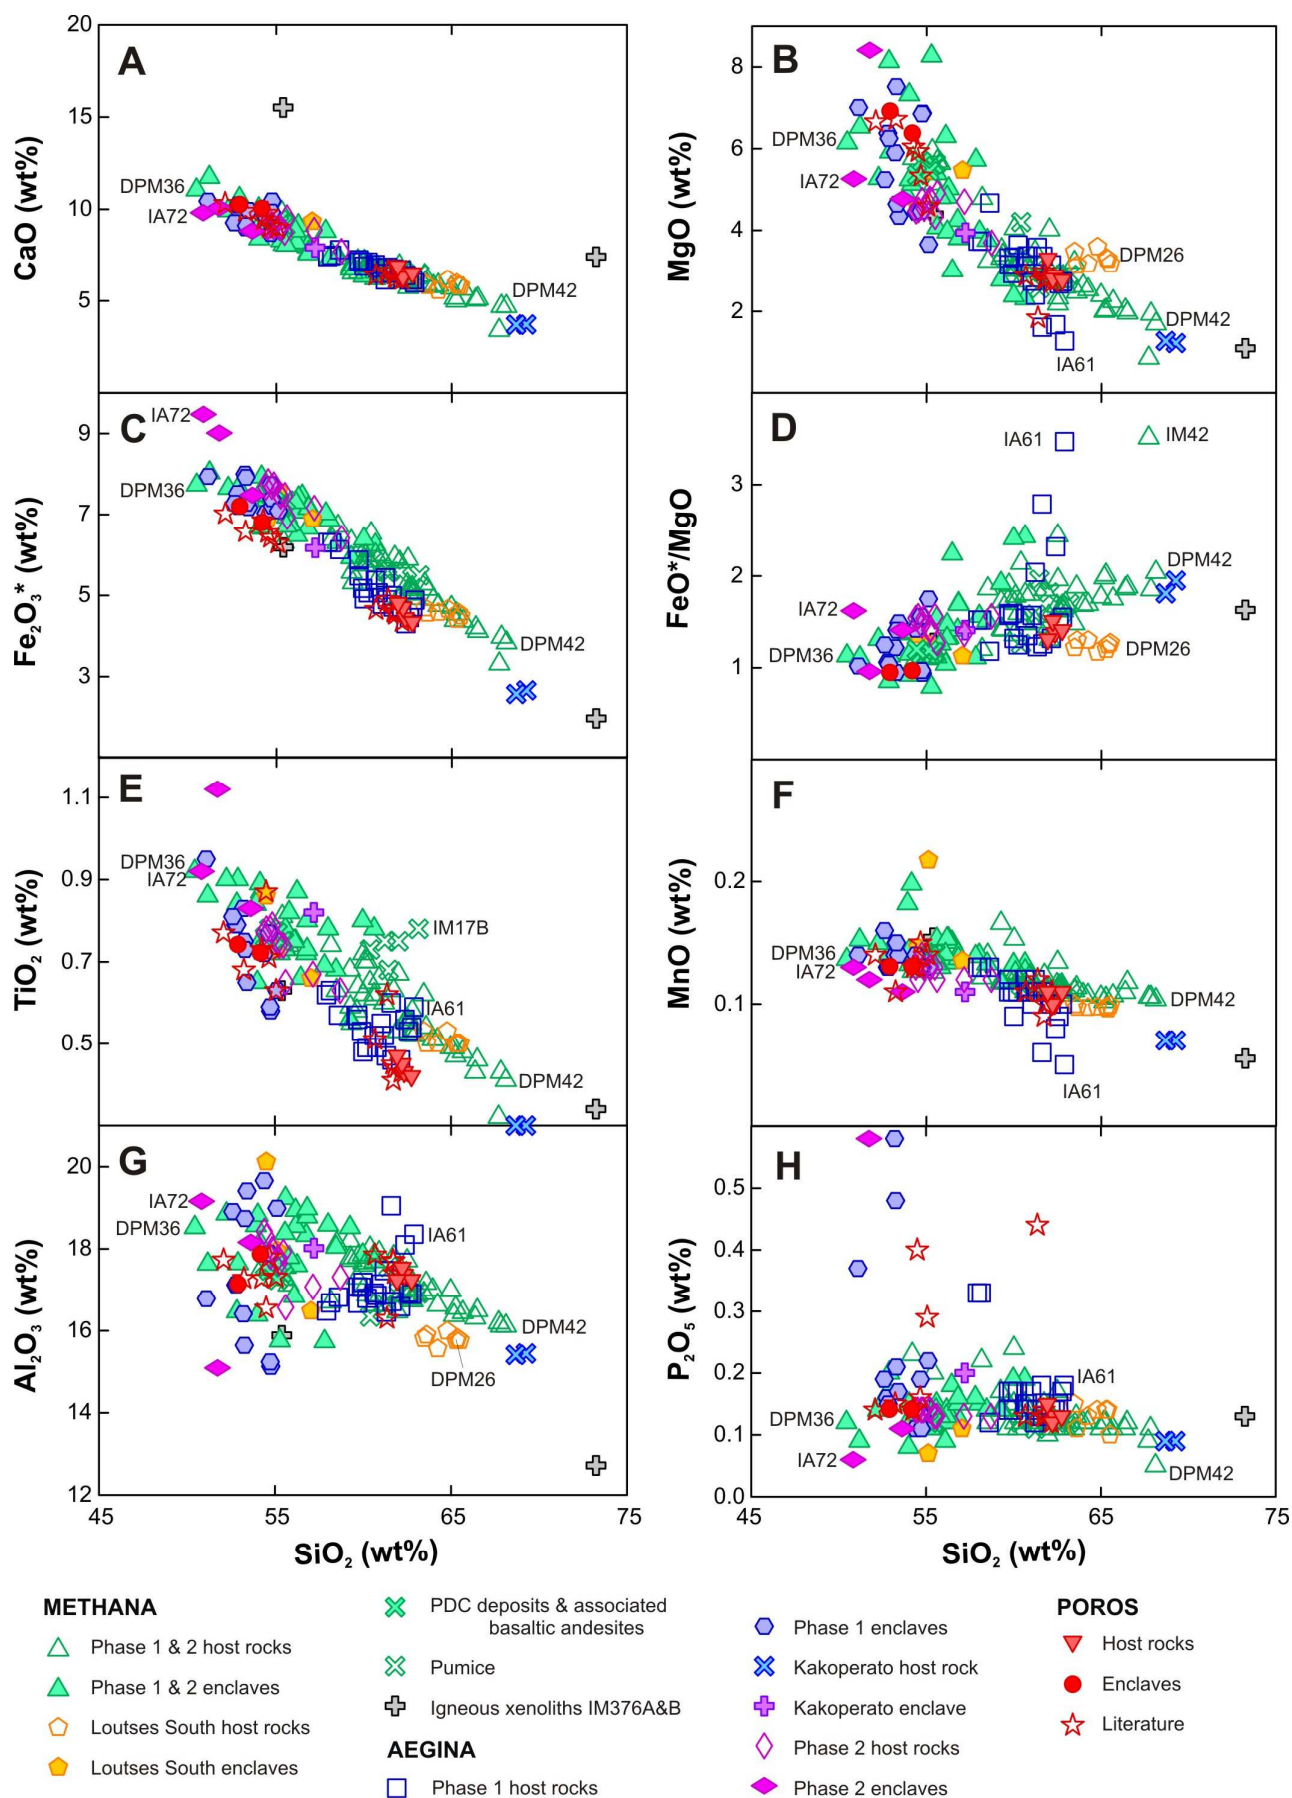 A
CaO (wt%)
20
15
10
5
DPM36
IA72
DPM42
B
MgO (wt%)
8
6
4
2
DPM36
IA72
DPM26
DPM42
IA61
C
Fe₂O₃* (wt%)
9
7
5
3
IA72
DPM36
DPM42
D
FeO*/MgO
3
2
1
IA61
IM42
DPM42
IA72
DPM36
DPM26
E
TiO₂ (wt%)
1.1
0.9
0.7
0.5
DPM36
IA72
IM17B
IA61
DPM42
F
MnO (wt%)
0.2
0.1
DPM36
IA72
DPM42
IA61
G
Al₂O₃ (wt%)
20
18
16
14
12
IA72
DPM36
IA61
DPM42
DPM26
45
55
65
75
SiO₂ (wt%)
H
P₂O₅ (wt%)
0.5
0.4
0.3
0.2
0.1
0.0
IA61
DPM36
IA72
DPM42
45
55
65
75
SiO₂ (wt%)
METHANA
Phase 1 & 2 host rocks
Phase 1 & 2 enclaves
Loutses South host rocks
Loutses South enclaves
PDC deposits & associated
basaltic andesites
Pumice
Igneous xenoliths IM376A&B
AEGINA
Phase 1 host rocks
Phase 1 enclaves
Kakoperato host rock
Kakoperato enclave
Phase 2 host rocks
Phase 2 enclaves
POROS
Host rocks
Enclaves
Literature